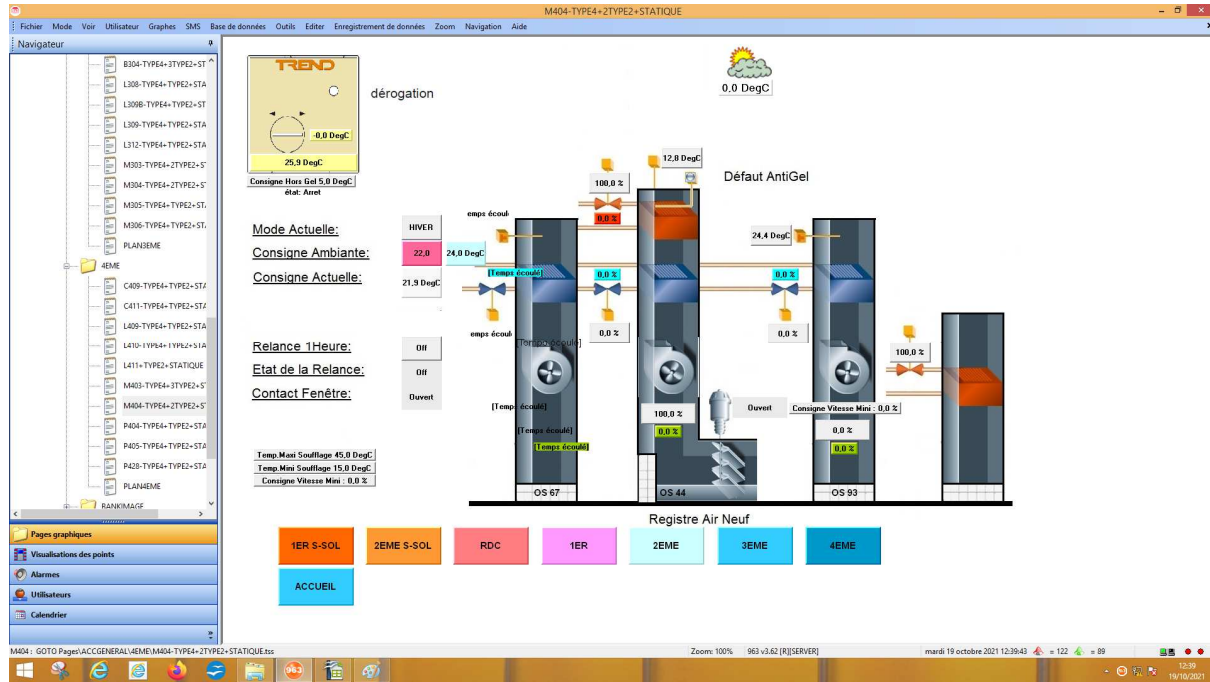 M404-TYPE4+2TYPE2+STATIQUE
Fichier Mode Voir Utilisateur Graphes SMS Base de données Outils Editer Enregistrement de données Zoom Navigation Aide
Navigateur
B304-TYPE4+3TYPE2+ST
L308-TYPE4+TYPE2+STA
L309B-TYPE4+TYPE2+ST
L309-TYPE4+TYPE2+STA
L312-TYPE4+TYPE2+STA
M303-TYPE4+2TYPE2+S
M304-TYPE4+2TYPE2+S
M305-TYPE4+TYPE2+ST
M306-TYPE4+TYPE2+ST
PLAN3EME
4EME
C409-TYPE4+TYPE2+STA
C411-TYPE4+TYPE2+STA
L409-TYPE4+TYPE2+STA
L410-TYPE4+TYPE2+STA
L411+TYPE2+STATIQUE
M403-TYPE4+3TYPE2+S
M404-TYPE4+2TYPE2+S
P404-TYPE4+TYPE2+STA
P405-TYPE4+TYPE2+STA
P428-TYPE4+TYPE2+STA
PLAN4EME
BANKIMAGE
Pages graphiques
Visualisations des points
Alarmes
Utilisateurs
Calendrier
TREND
dérogation
-0,0 DegC
25,9 DegC
Consigne Hors Gel 5,0 DegC
état: Arret
0,0 DegC
12,8 DegC
Défaut AntiGel
100,0 %
0,0 %
emps écoulé
24,4 DegC
Mode Actuelle: HIVER
Consigne Ambiante: 22,0 24,0 DegC
Consigne Actuelle: 21,9 DegC
[Temps écoulé] 0,0 % 0,0 %
emps écoul 0,0 % 0,0 %
[Temps écoulé]
100,0 %
Relance 1Heure: Off
Etat de la Relance: Off
Contact Fenêtre: Ouvert
[Temps écoulé] 100,0 % Ouvert Consigne Vitesse Mini : 0,0 %
[Temps écoulé] 0,0 % 0,0 %
[Temps écoulé] 0,0 %
Temp.Maxi Soufflage 45,0 DegC
Temp.Mini Soufflage 15,0 DegC
Consigne Vitesse Mini : 0,0 %
OS 67 OS 44 OS 93
Registre Air Neuf
1ER S-SOL 2EME S-SOL RDC 1ER 2EME 3EME 4EME
ACCUEIL
M404 : GOTO Pages\ACCGENERAL\4EME\M404-TYPE4+2TYPE2+STATIQUE.tss Zoom: 100% 963 v3.62 [R][SERVER] mardi 19 octobre 2021 12:39:43 = 122 = 89
963
12:39
19/10/2021